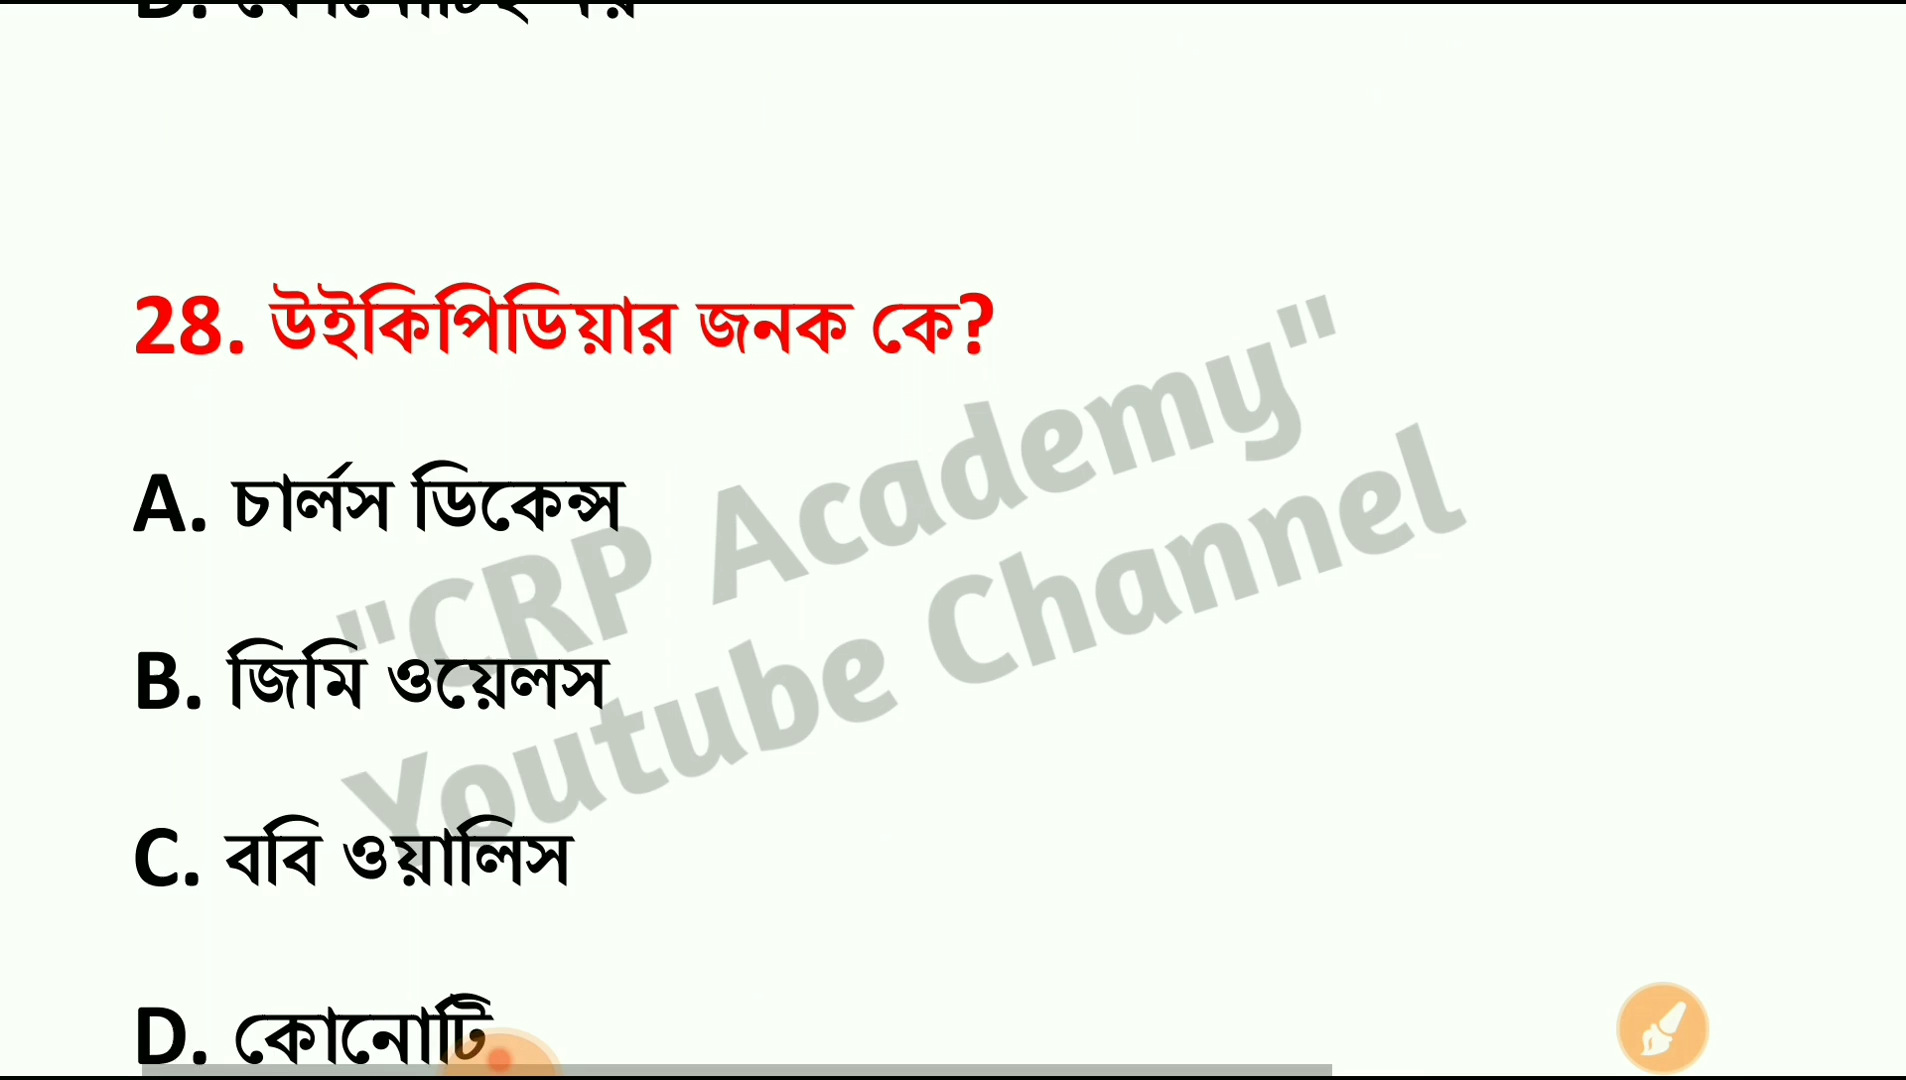 28. উইকিপিডিয়ার জনক কে?
A. চার্লস ডিকেন্স
B. জিমি ওয়েলস
C. ববি ওয়ালিস
D. কোনোটি
"CRP Academy"
Youtube Channel